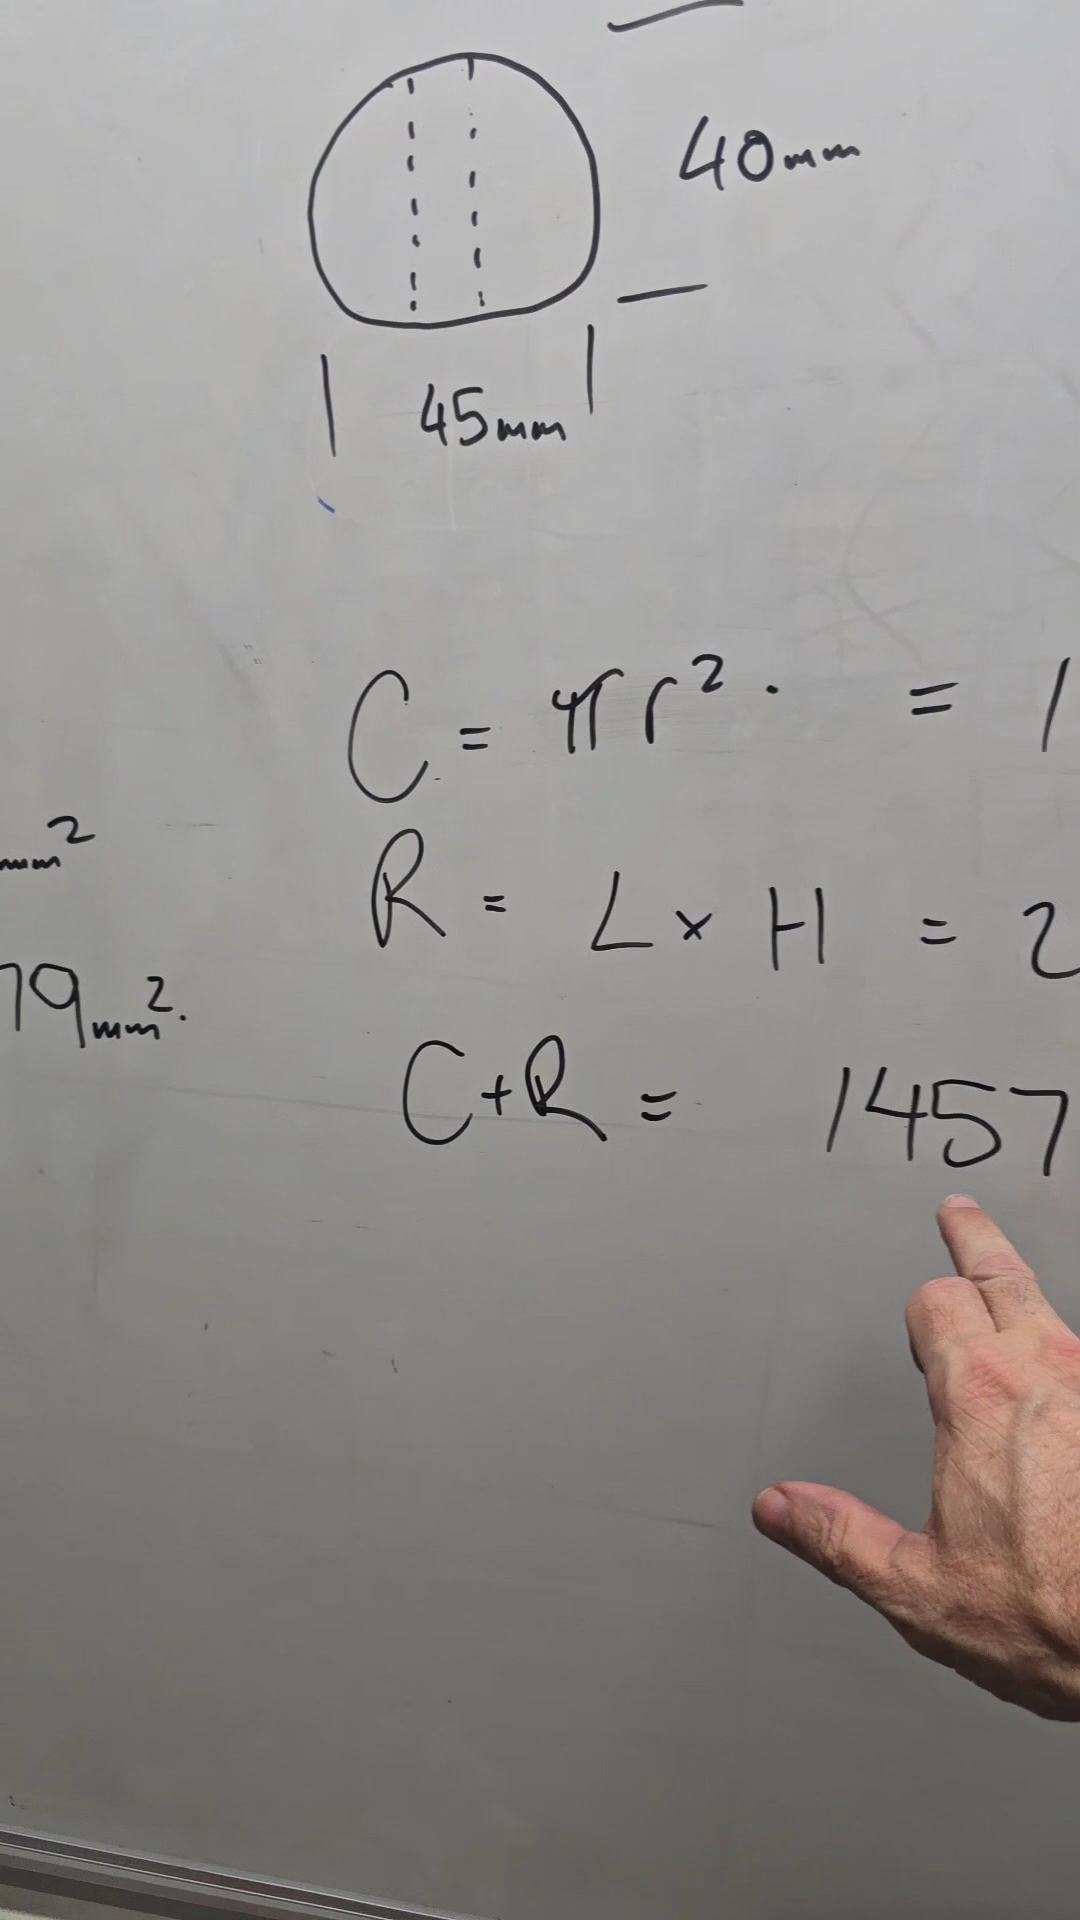 40mm
45mm
C = πr². = 1
mm²
R = L × H = 2
79mm².
C+R = 1457